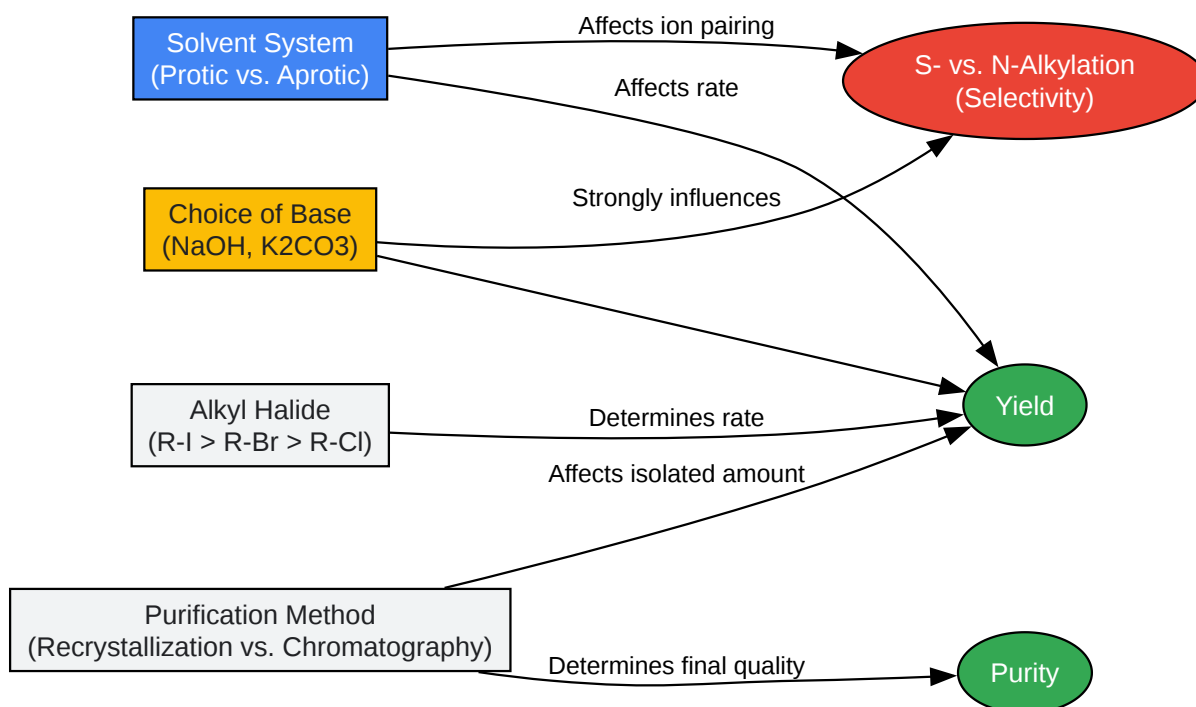 Solvent System
(Protic vs. Aprotic)
Affects ion pairing
S- vs. N-Alkylation
(Selectivity)
Affects rate
Choice of Base
(NaOH, K2CO3)
Strongly influences
Alkyl Halide
(R-I > R-Br > R-Cl)
Determines rate
Yield
Affects isolated amount
Purification Method
(Recrystallization vs. Chromatography)
Determines final quality
Purity